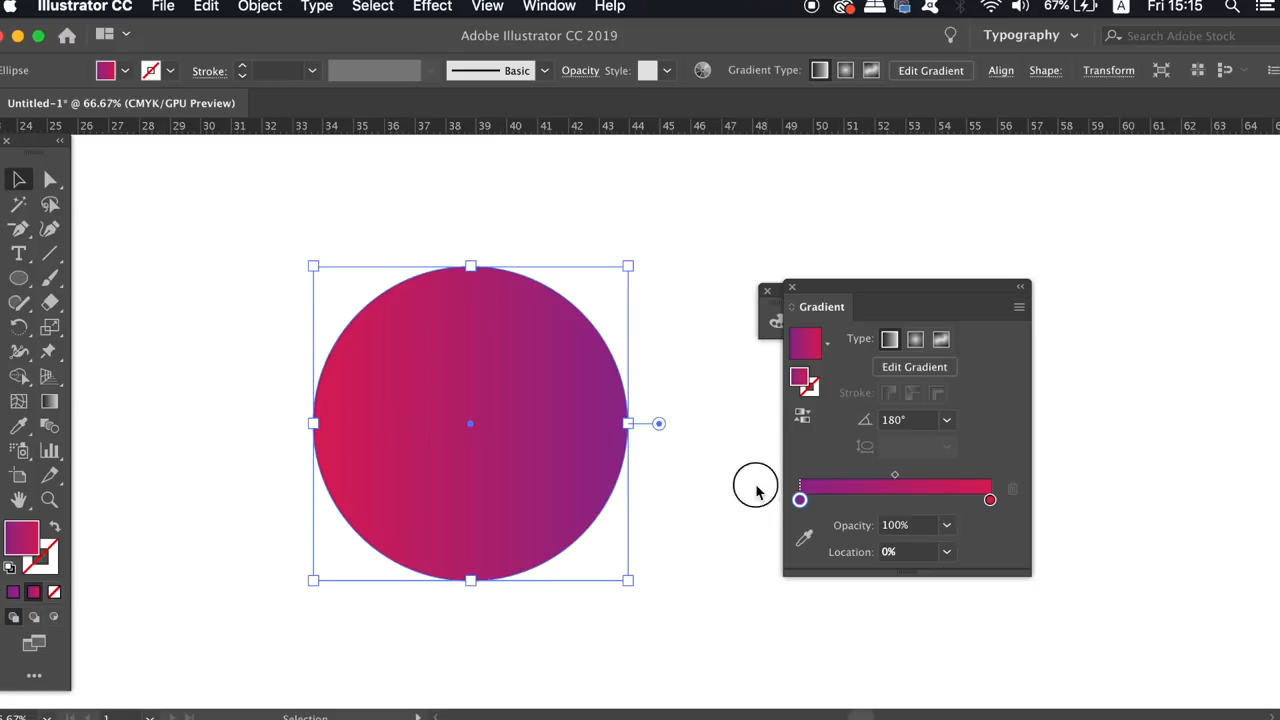 Illustrator CC File Edit Object Type Select Effect View Window Help 67% A Fri 15:15
Adobe Illustrator CC 2019 Typography Search Adobe Stock
Ellipse Stroke: Basic Opacity Style: Gradient Type: Edit Gradient Align Shape: Transform
Untitled-1* @ 66.67% (CMYK/GPU Preview)
24 25 26 27 28 29 30 31 32 33 34 35 36 37 38 39 40 41 42 43 44 45 46 47 48 49 50 51 52 53 54 55 56 57 58 59 60 61 62 63 64
Gradient
Type:
Edit Gradient
Stroke:
180°
Opacity: 100%
Location: 0%
1 Selection